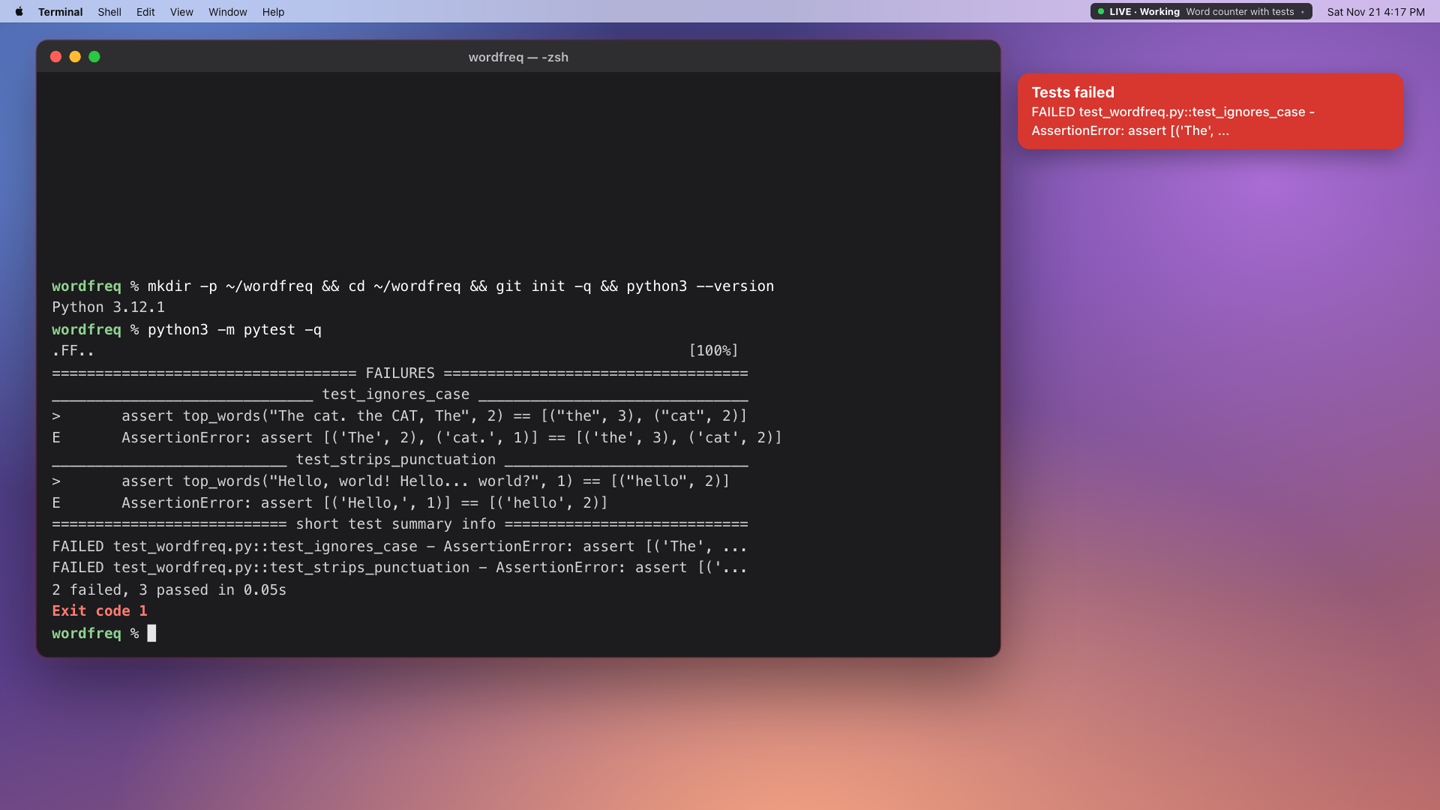 Terminal Shell Edit View Window Help LIVE · Working Word counter with tests Sat Nov 21 4:17 PM
wordfreq — -zsh
Tests failed
FAILED test_wordfreq.py::test_ignores_case -
AssertionError: assert [('The', ...
wordfreq % mkdir -p ~/wordfreq && cd ~/wordfreq && git init -q && python3 --version
Python 3.12.1
wordfreq % python3 -m pytest -q
.FF.. [100%]
=================================== FAILURES ===================================
______________________________ test_ignores_case _______________________________
> assert top_words("The cat. the CAT, The", 2) == [("the", 3), ("cat", 2)]
E AssertionError: assert [('The', 2), ('cat.', 1)] == [('the', 3), ('cat', 2)]
___________________________ test_strips_punctuation ____________________________
> assert top_words("Hello, world! Hello... world?", 1) == [("hello", 2)]
E AssertionError: assert [('Hello,', 1)] == [('hello', 2)]
=========================== short test summary info ============================
FAILED test_wordfreq.py::test_ignores_case - AssertionError: assert [('The', ...
FAILED test_wordfreq.py::test_strips_punctuation - AssertionError: assert [('...
2 failed, 3 passed in 0.05s
Exit code 1
wordfreq %